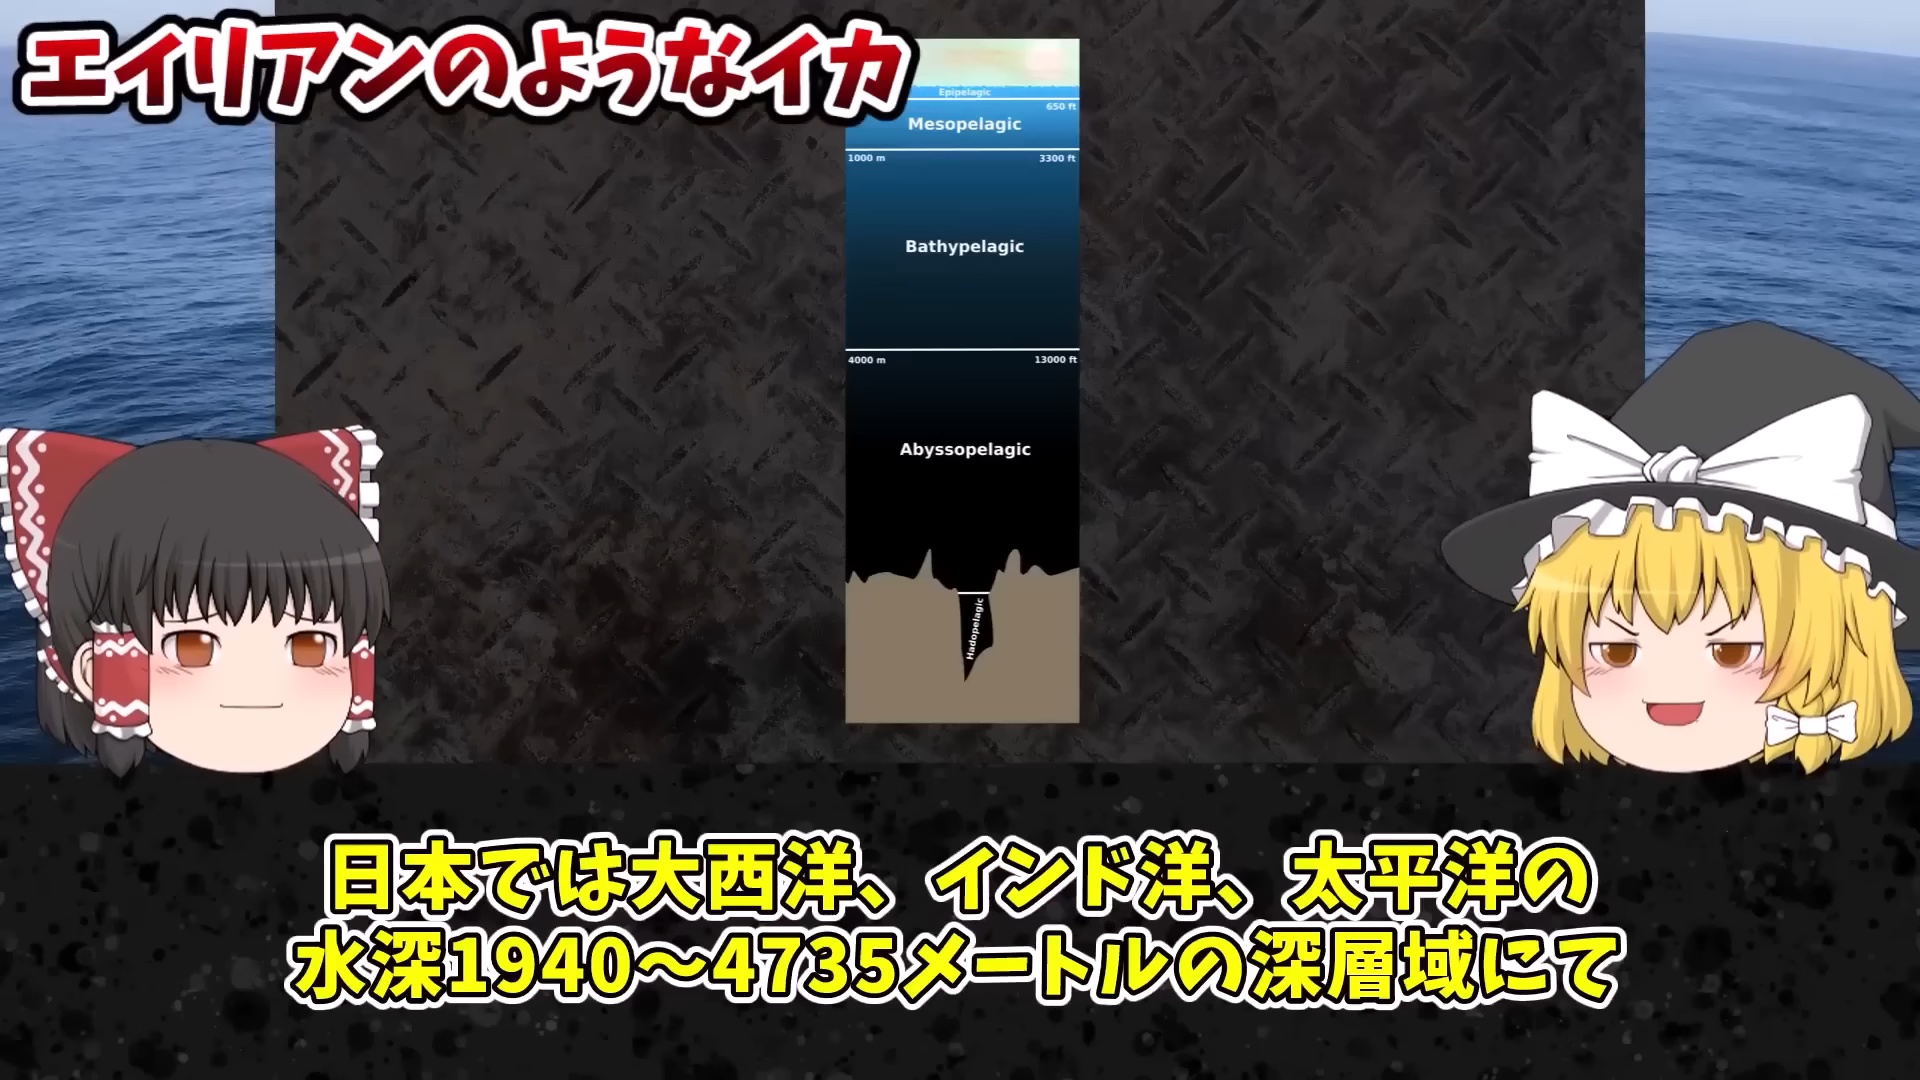 エイリアンのようなイカ
Epipelagic
650 ft
Mesopelagic
1000 m 3300 ft
Bathypelagic
4000 m 13000 ft
Abyssopelagic
Hadopelagic
日本では大西洋、インド洋、太平洋の
水深1940～4735メートルの深層域にて